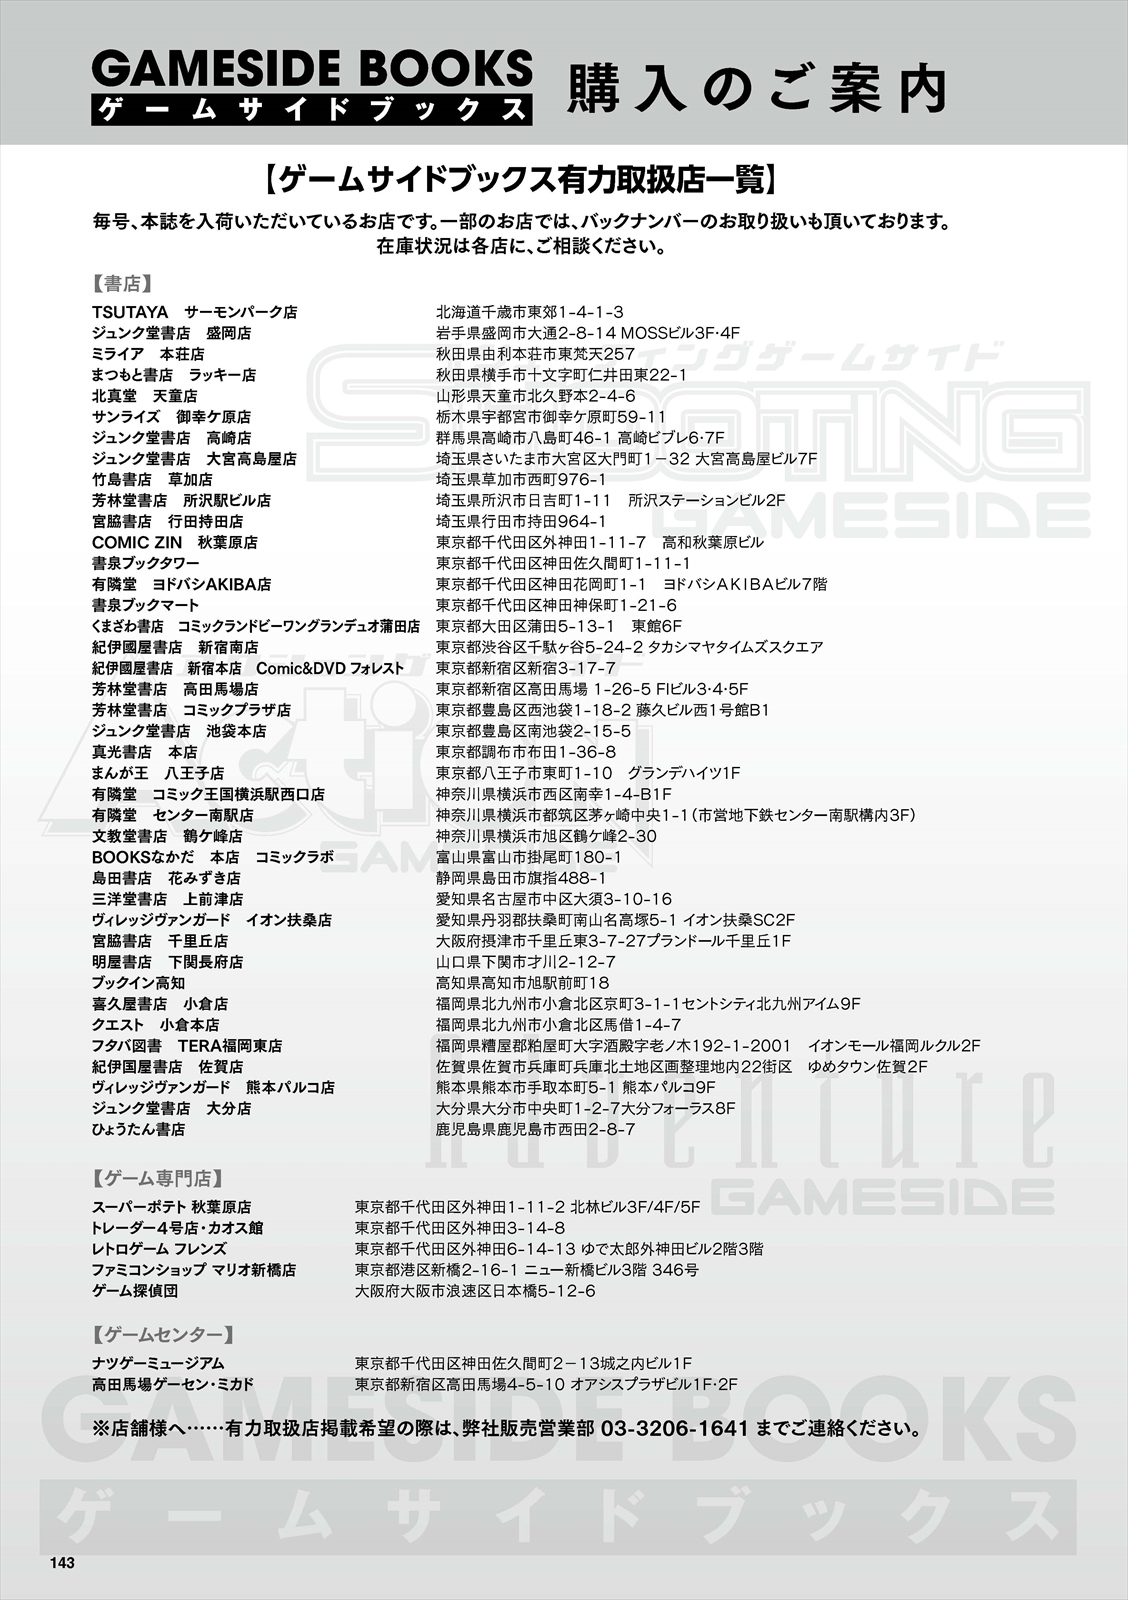 GAMESIDE BOOKS
ゲームサイドブックス
購入のご案内
【ゲームサイドブックス有力取扱店一覧】
毎号、本誌を入荷いただいているお店です。一部のお店では、バックナンバーのお取り扱いも頂いております。
在庫状況は各店に、ご相談ください。
【書店】
TSUTAYA　サーモンパーク店　北海道千歳市東郊1-4-1-3
ジュンク堂書店　盛岡店　岩手県盛岡市大通2-8-14 MOSSビル3F・4F
ミライア　本荘店　秋田県由利本荘市東梵天257
まつもと書店　ラッキー店　秋田県横手市十文字町仁井田東22-1
北真堂　天童店　山形県天童市北久野本2-4-6
サンライズ　御幸ケ原店　栃木県宇都宮市御幸ケ原町59-11
ジュンク堂書店　高崎店　群馬県高崎市八島町46-1 高崎ビブレ6・7F
ジュンク堂書店　大宮高島屋店　埼玉県さいたま市大宮区大門町1－32 大宮高島屋ビル7F
竹島書店　草加店　埼玉県草加市西町976-1
芳林堂書店　所沢駅ビル店　埼玉県所沢市日吉町1-11　所沢ステーションビル2F
宮脇書店　行田持田店　埼玉県行田市持田964-1
COMIC ZIN　秋葉原店　東京都千代田区外神田1-11-7　高和秋葉原ビル
書泉ブックタワー　東京都千代田区神田佐久間町1-11-1
有隣堂　ヨドバシAKIBA店　東京都千代田区神田花岡町1-1　ヨドバシAKIBAビル7階
書泉ブックマート　東京都千代田区神田神保町1-21-6
くまざわ書店　コミックランドビーワングランデュオ蒲田店　東京都大田区蒲田5-13-1　東館6F
紀伊國屋書店　新宿南店　東京都渋谷区千駄ヶ谷5-24-2 タカシマヤタイムズスクエア
紀伊國屋書店　新宿本店　Comic&DVD フォレスト　東京都新宿区新宿3-17-7
芳林堂書店　高田馬場店　東京都新宿区高田馬場 1-26-5 FIビル3・4・5F
芳林堂書店　コミックプラザ店　東京都豊島区西池袋1-18-2 藤久ビル西1号館B1
ジュンク堂書店　池袋本店　東京都豊島区南池袋2-15-5
真光書店　本店　東京都調布市布田1-36-8
まんが王　八王子店　東京都八王子市東町1-10　グランデハイツ1F
有隣堂　コミック王国横浜駅西口店　神奈川県横浜市西区南幸1-4-B1F
有隣堂　センター南駅店　神奈川県横浜市都筑区茅ヶ崎中央1-1（市営地下鉄センター南駅構内3F）
文教堂書店　鶴ケ峰店　神奈川県横浜市旭区鶴ケ峰2-30
BOOKSなかだ　本店　コミックラボ　富山県富山市掛尾町180-1
島田書店　花みずき店　静岡県島田市旗指488-1
三洋堂書店　上前津店　愛知県名古屋市中区大須3-10-16
ヴィレッジヴァンガード　イオン扶桑店　愛知県丹羽郡扶桑町南山名高塚5-1 イオン扶桑SC2F
宮脇書店　千里丘店　大阪府摂津市千里丘東3-7-27プランドール千里丘1F
明屋書店　下関長府店　山口県下関市才川2-12-7
ブックイン高知　高知県高知市旭駅前町18
喜久屋書店　小倉店　福岡県北九州市小倉北区京町3-1-1セントシティ北九州アイム9F
クエスト　小倉本店　福岡県北九州市小倉北区馬借1-4-7
フタバ図書　TERA福岡東店　福岡県糟屋郡粕屋町大字酒殿字老ノ木192-1-2001　イオンモール福岡ルクル2F
紀伊国屋書店　佐賀店　佐賀県佐賀市兵庫町兵庫北土地区画整理地内22街区　ゆめタウン佐賀2F
ヴィレッジヴァンガード　熊本パルコ店　熊本県熊本市手取本町5-1 熊本パルコ9F
ジュンク堂書店　大分店　大分県大分市中央町1-2-7大分フォーラス8F
ひょうたん書店　鹿児島県鹿児島市西田2-8-7
【ゲーム専門店】
スーパーポテト 秋葉原店　東京都千代田区外神田1-11-2 北林ビル3F/4F/5F
トレーダー4号店・カオス館　東京都千代田区外神田3-14-8
レトロゲーム フレンズ　東京都千代田区外神田6-14-13 ゆで太郎外神田ビル2階3階
ファミコンショップ マリオ新橋店　東京都港区新橋2-16-1 ニュー新橋ビル3階 346号
ゲーム探偵団　大阪府大阪市浪速区日本橋5-12-6
【ゲームセンター】
ナツゲーミュージアム　東京都千代田区神田佐久間町2－13城之内ビル1F
高田馬場ゲーセン・ミカド　東京都新宿区高田馬場4-5-10 オアシスプラザビル1F・2F
※店舗様へ……有力取扱店掲載希望の際は、弊社販売営業部 03-3206-1641 までご連絡ください。
GAMESIDE BOOKS
ゲームサイドブックス
143